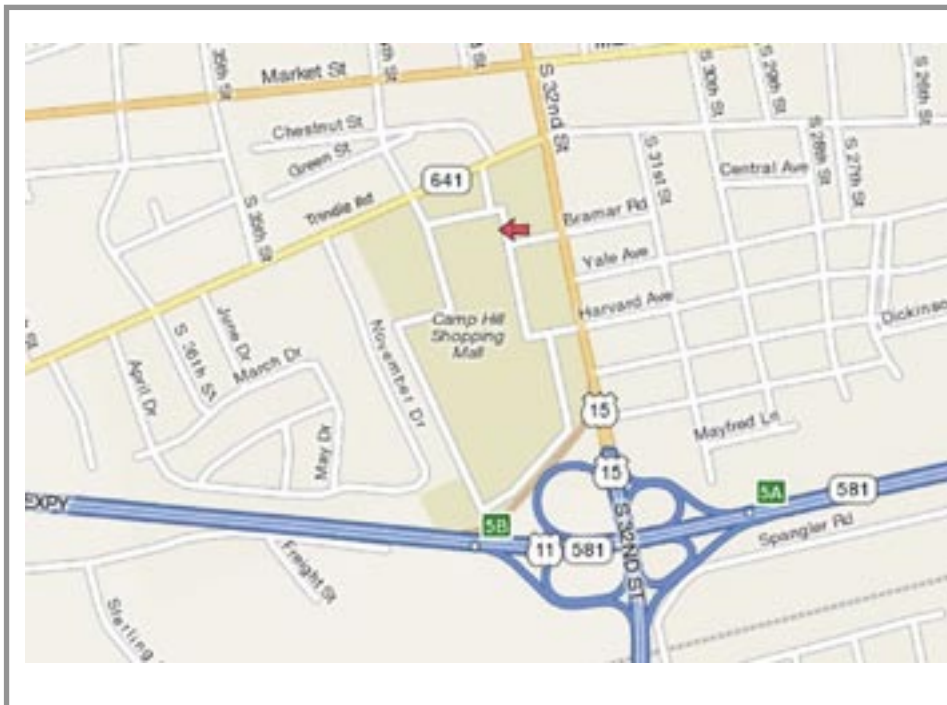 Market St
S 39th St
S 32nd St
S 30th St
S 29th St
S 26th St
Chestnut St
Green St
S 31st St
Central Ave
S 28th St
S 27th St
641
Trindle Rd
S 35th St
Bramar Rd
Yale Ave
Harvard Ave
Dickinson
Camp Hill
Shopping
Mall
November Dr
June Dr
March Dr
S 36th St
April Dr
May Dr
15
Mayfred Ln
15
5A
581
EXPY
5B
11
581
S 32ND ST
Spangler Rd
Freight St
Sterling